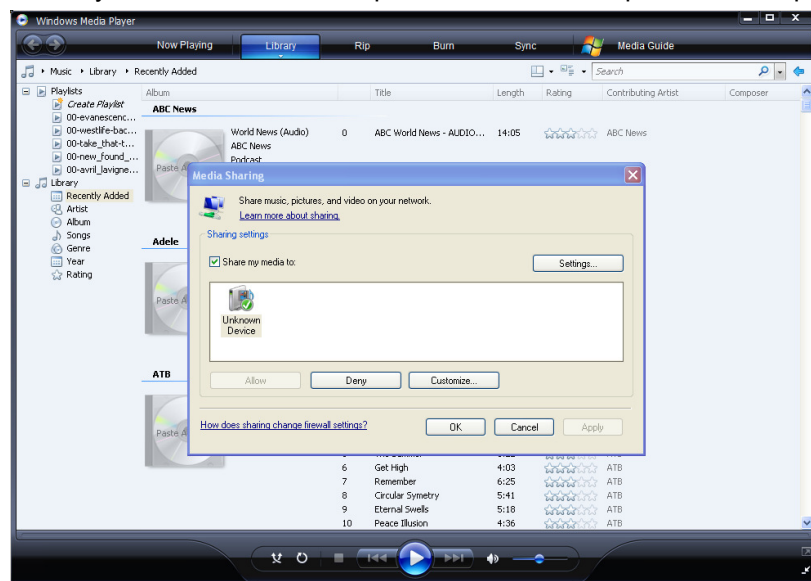 Windows Media Player
Now Playing Library Rip Burn Sync Media Guide
Music Library Recently Added Search
Playlists
Create Playlist
00-evanescenc...
00-westlife-bac...
00-take_that-t...
00-new_found_...
00-avril_lavigne...
Library
Recently Added
Artist
Album
Songs
Genre
Year
Rating
Album Title Length Rating Contributing Artist Composer
ABC News
World News (Audio) 0 ABC World News - AUDIO... 14:05 ABC News
ABC News
Podcast
Paste A
Media Sharing
Share music, pictures, and video on your network.
Learn more about sharing.
Sharing settings
Share my media to: Settings...
Unknown
Device
Allow Deny Customize...
How does sharing change firewall settings? OK Cancel Apply
Adele
Paste A
ATB
Paste A
6 Get High 4:03 ATB
7 Remember 6:25 ATB
8 Circular Symetry 5:41 ATB
9 Eternal Swells 5:18 ATB
10 Peace Illusion 4:36 ATB